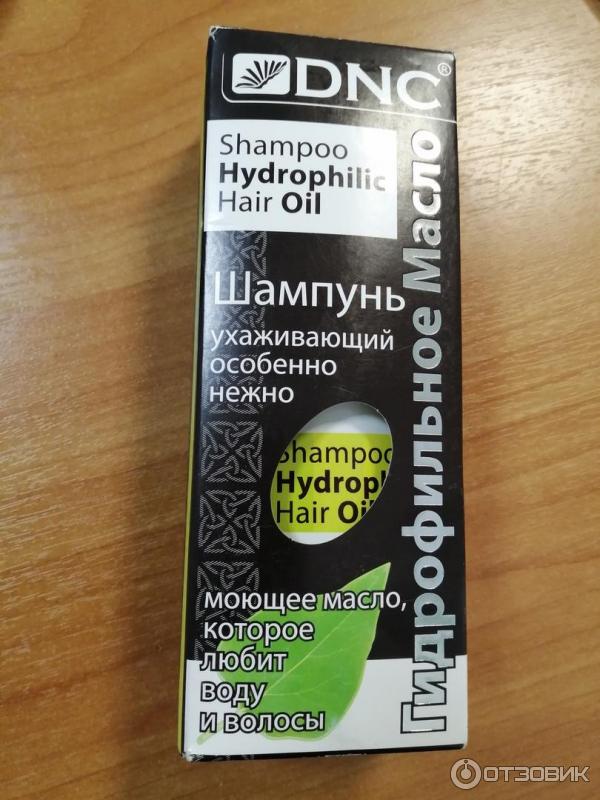 DNC®
Shampoo
Hydrophilic
Hair Oil
Гидрофильное Масло
Шампунь
ухаживающий
особенно
нежно
Shampoo
Hydroph
Hair Oil
моющее масло,
которое
любит
воду
и волосы
ОТЗОВИК